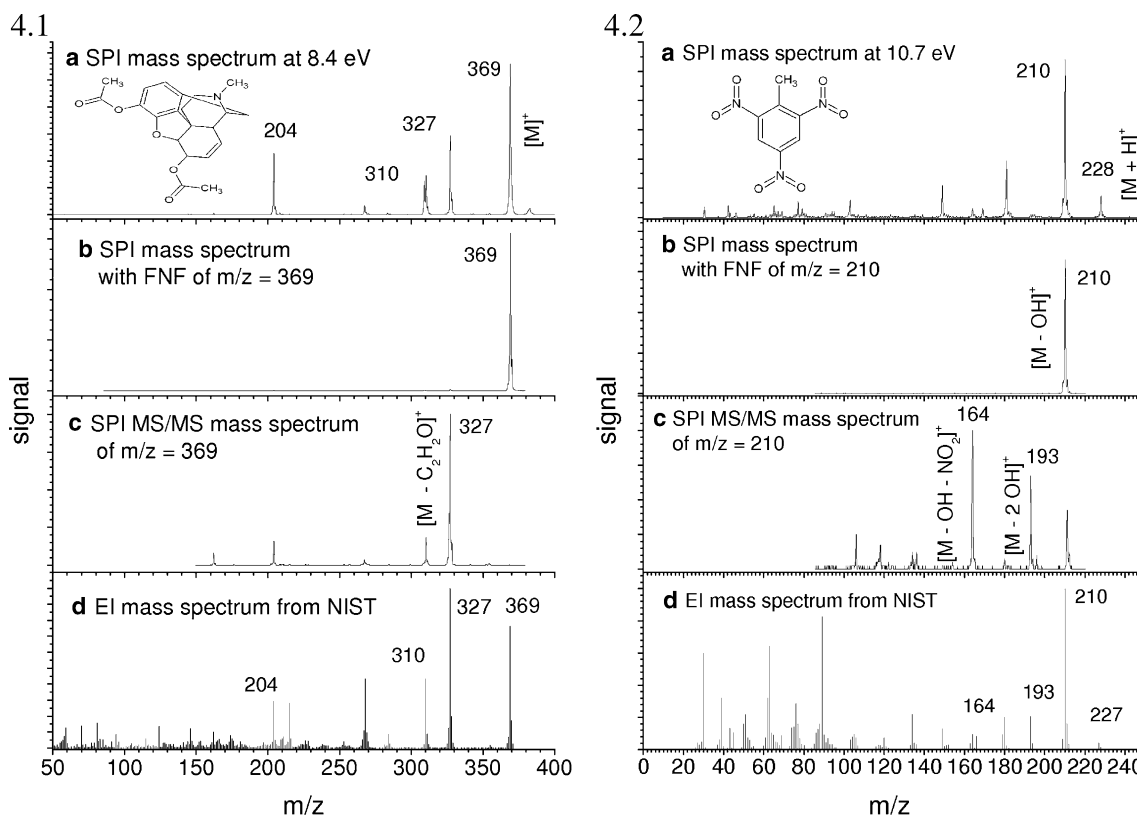 4.1
a SPI mass spectrum at 8.4 eV
CH₃
O
O
N
CH₃
O
O
O
CH₃
204
310
327
369
[M]⁺
b SPI mass spectrum
with FNF of m/z = 369
369
c SPI MS/MS mass spectrum
of m/z = 369
[M - C₂H₂O]⁺
327
d EI mass spectrum from NIST
204
310
327
369
50 100 150 200 250 300 350 400
m/z
signal
4.2
a SPI mass spectrum at 10.7 eV
O
CH₃
O
N⁺
N⁺
O
O
N⁺
O
O
210
228
[M + H]⁺
b SPI mass spectrum
with FNF of m/z = 210
[M - OH]⁺
210
c SPI MS/MS mass spectrum
of m/z = 210
[M - OH - NO₂]⁺
164
[M - 2 OH]⁺
193
d EI mass spectrum from NIST
164
193
210
227
0 20 40 60 80 100 120 140 160 180 200 220 240
m/z
signal